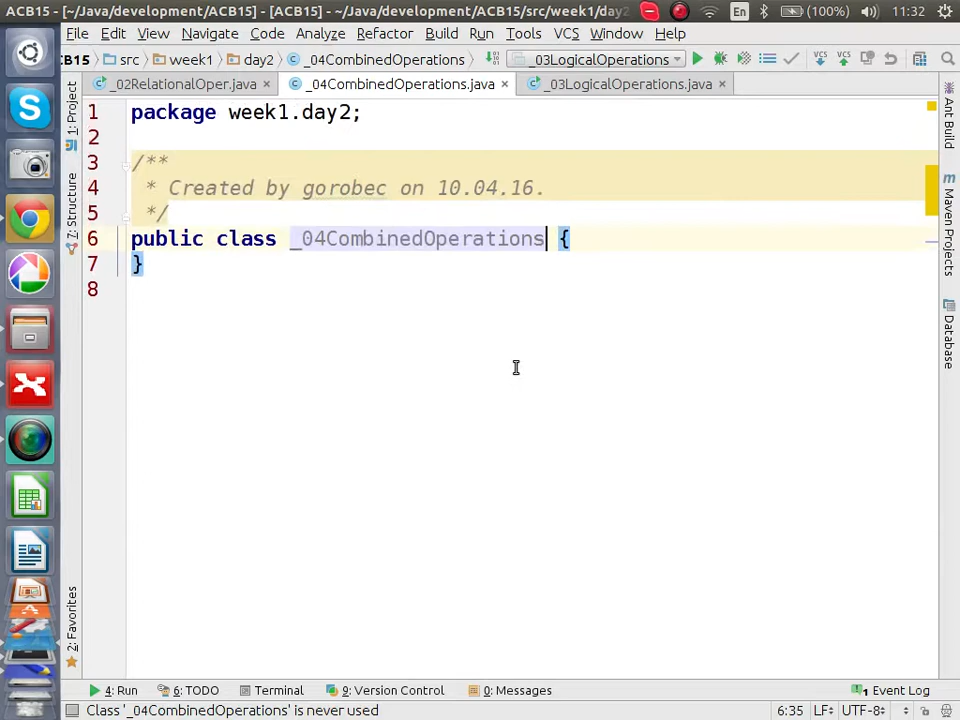 ACB15 - [~/Java/development/ACB15] - [ACB15] - ~/Java/development/ACB15/src/week1/day2
En
(100%)
11:32
File Edit View Navigate Code Analyze Refactor Build Run Tools VCS Window Help
CB15 src week1 day2 _04CombinedOperations _03LogicalOperations
_02RelationalOper.java _04CombinedOperations.java _03LogicalOperations.java
1 package week1.day2;
2
3 /**
4 * Created by gorobec on 10.04.16.
5 */
6 public class _04CombinedOperations {
7 }
8
1: Project
7: Structure
2: Favorites
Ant Build
Maven Projects
Database
4: Run 6: TODO Terminal 9: Version Control 0: Messages 1 Event Log
Class '_04CombinedOperations' is never used 6:35 LF UTF-8